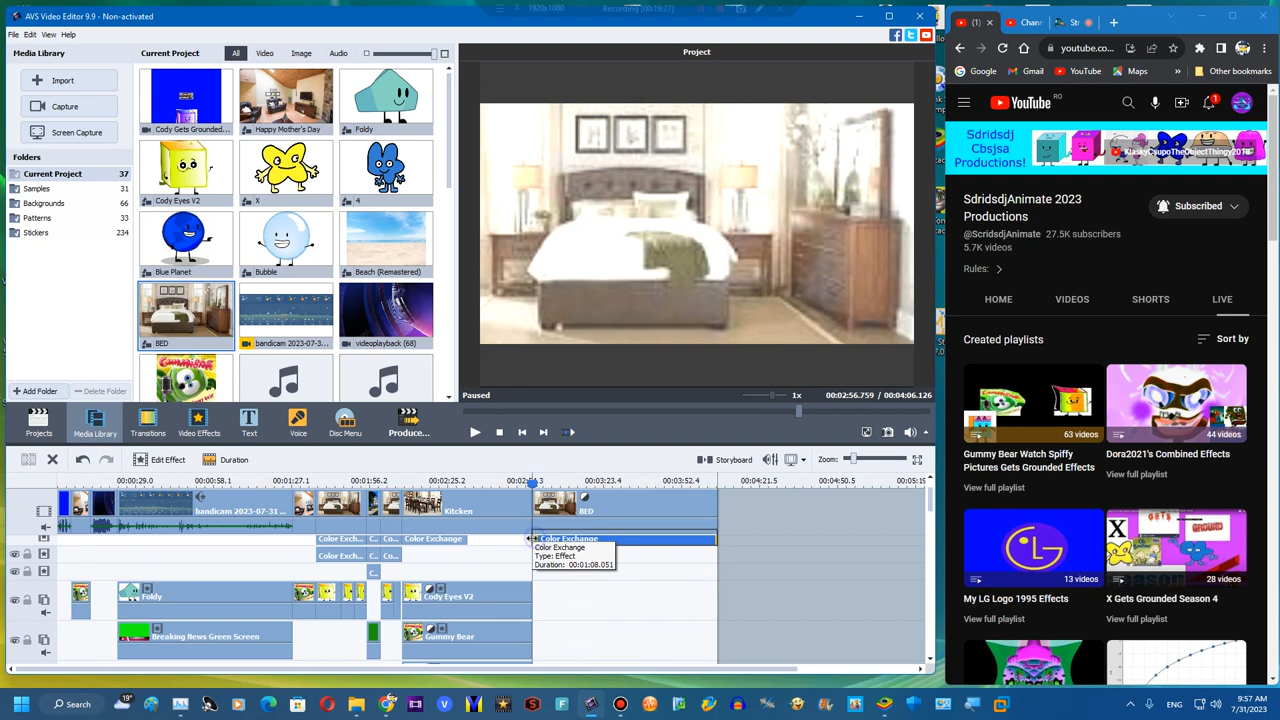 AVS Video Editor 9.9 - Non-activated
1920x1080
Recording [00:19:27]
File Edit View Help
Media Library
Import
Capture
Screen Capture
Folders
Current Project 37
Samples 31
Backgrounds 66
Patterns 33
Stickers 234
Add Folder
Delete Folder
Current Project All Video Image Audio
Cody Gets Grounded...
Happy Mother's Day
Foldy
Cody Eyes V2
X
4
Blue Planet
Bubble
Beach (Remastered)
BED
bandicam 2023-07-3...
videoplayback (68)
Project
Paused
1x
00:02:56.759 / 00:04:06.126
Projects
Media Library
Transitions
Video Effects
Text
Voice
Disc Menu
Produce...
Edit Effect
Duration
Storyboard
Zoom:
00:00:29.0 00:00:58.1 00:01:27.1 00:01:56.2 00:02:25.2 00:03:23.4 00:03:52.4 00:04:21.5 00:04:50.5 00:05:19
bandicam 2023-07-31 ...
Kitcken
BED
Color Exch... C... Co... Color Exchange Color Exchange
Color Exch... Co...
C...
Color Exchange
Type: Effect
Duration: 00:01:08.051
Foldy
Cody Eyes V2
Breaking News Green Screen
Gummy Bear
(1)
Chann
Str
youtube.co...
Google Gmail YouTube Maps » Other bookmarks
YouTube RO
1
Sdridsdj
Cbsjsa
Productions!
KlaskyCsupoTheObjectThingy2018
SdridsdjAnimate 2023
Productions
@ScridsdjAnimate 27.5K subscribers
5.7K videos
Subscribed
Rules:
HOME VIDEOS SHORTS LIVE
Created playlists
Sort by
63 videos
Gummy Bear Watch Spiffy
Pictures Gets Grounded Effects
View full playlist
44 videos
Dora2021's Combined Effects
View full playlist
13 videos
My LG Logo 1995 Effects
View full playlist
X GETS GROUND
28 videos
X Gets Grounded Season 4
View full playlist
Search
19°
ENG
9:57 AM
7/31/2023